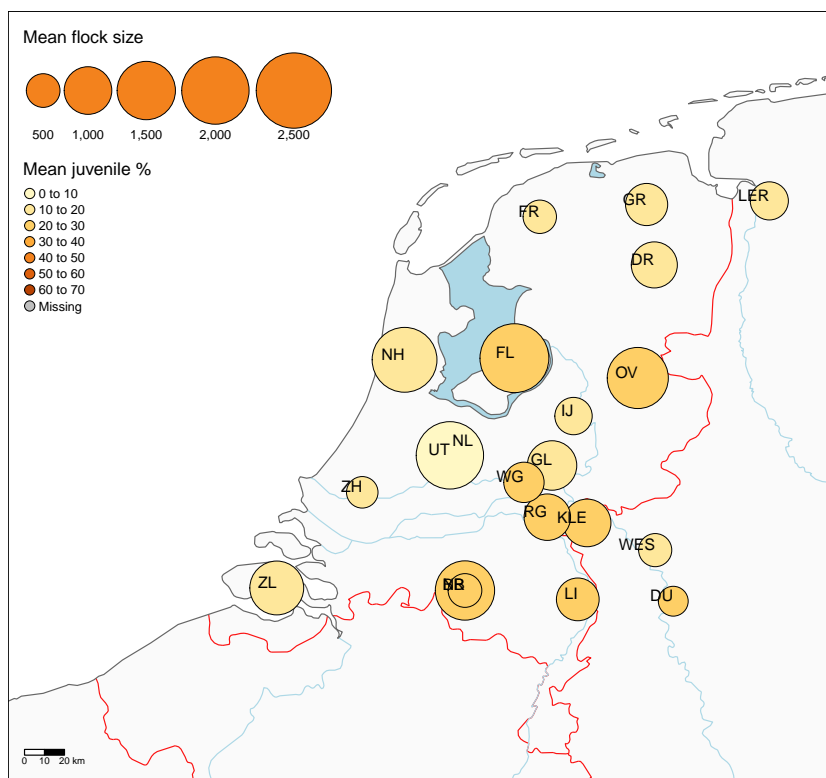 Mean flock size
500 1,000 1,500 2,000 2,500
Mean juvenile %
0 to 10
10 to 20
20 to 30
30 to 40
40 to 50
50 to 60
60 to 70
Missing
LER
GR
FR
DR
NH
FL
OV
IJ
UT NL
GL
WG
ZH
RG KLE
WES
ZL
LI
DU
0 10 20 km